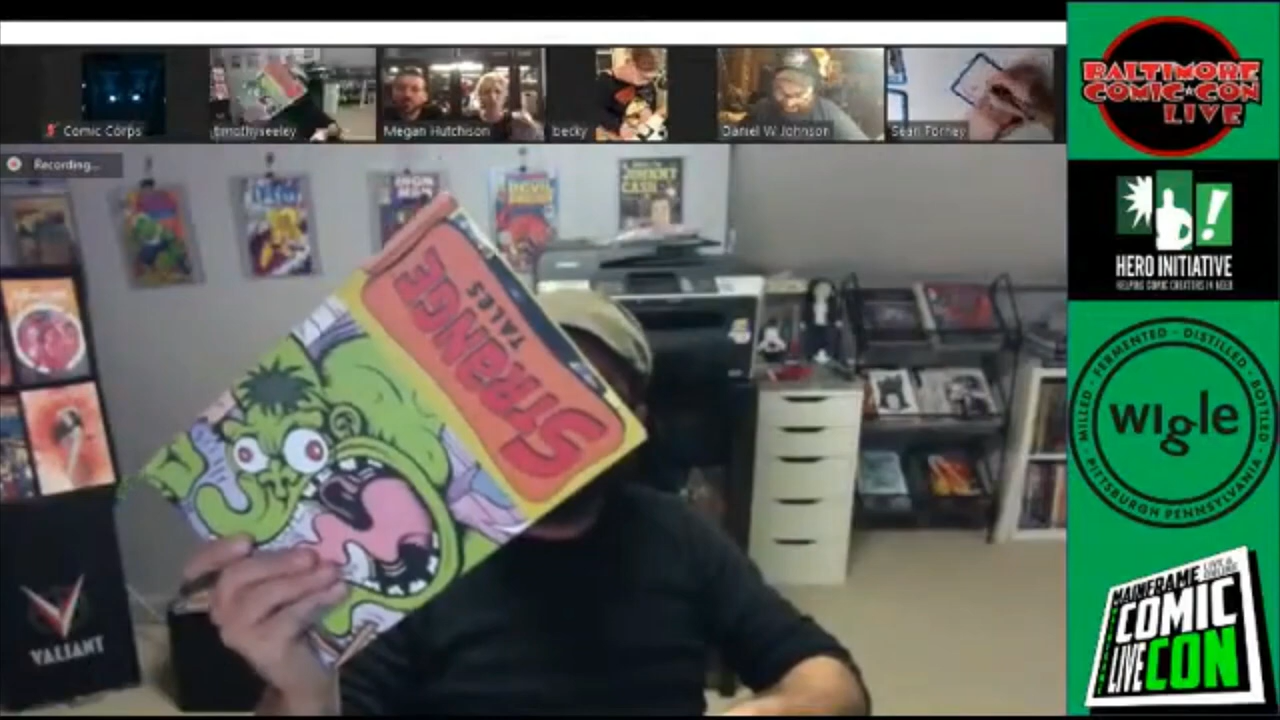 Comic Corps
timothyseeley
Megan Hutchison
becky
Daniel W Johnson
Sean Forney
Recording...
JOHNNY
CASH
STRANGE
TALES
VALIANT
BALTIMORE
COMIC★CON
LIVE
HERO INITIATIVE
HELPING COMIC CREATORS IN NEED
MILLED · FERMENTED · DISTILLED · BOTTLED
wigle
PITTSBURGH PENNSYLVANIA
MAINFRAME
COMIC
CON
LIVE